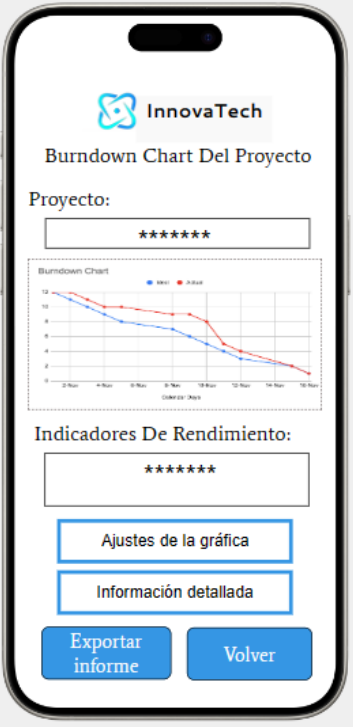 InnovaTech
Burndown Chart Del Proyecto
Proyecto:
*******
Burndown Chart
Ideal Actual
12
10
8
6
4
2
0
2-Nov 4-Nov 6-Nov 8-Nov 10-Nov 12-Nov 14-Nov 16-Nov
Calendar Days
Indicadores De Rendimiento:
*******
Ajustes de la gráfica
Información detallada
Exportar
informe
Volver